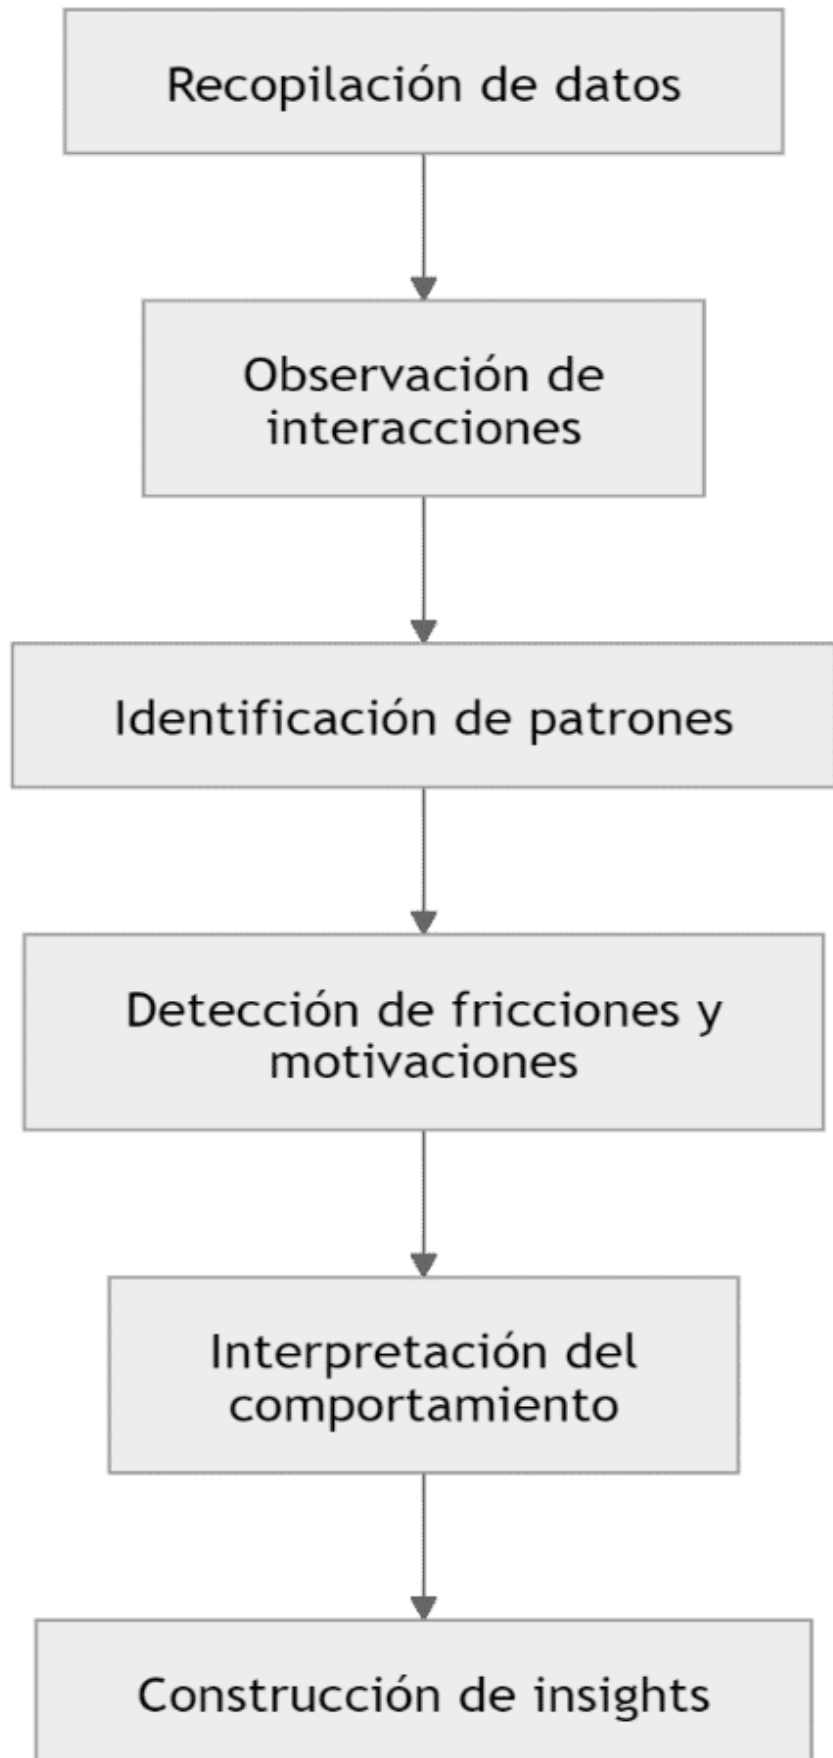 Recopilación de datos
Observación de
interacciones
Identificación de patrones
Detección de fricciones y
motivaciones
Interpretación del
comportamiento
Construcción de insights